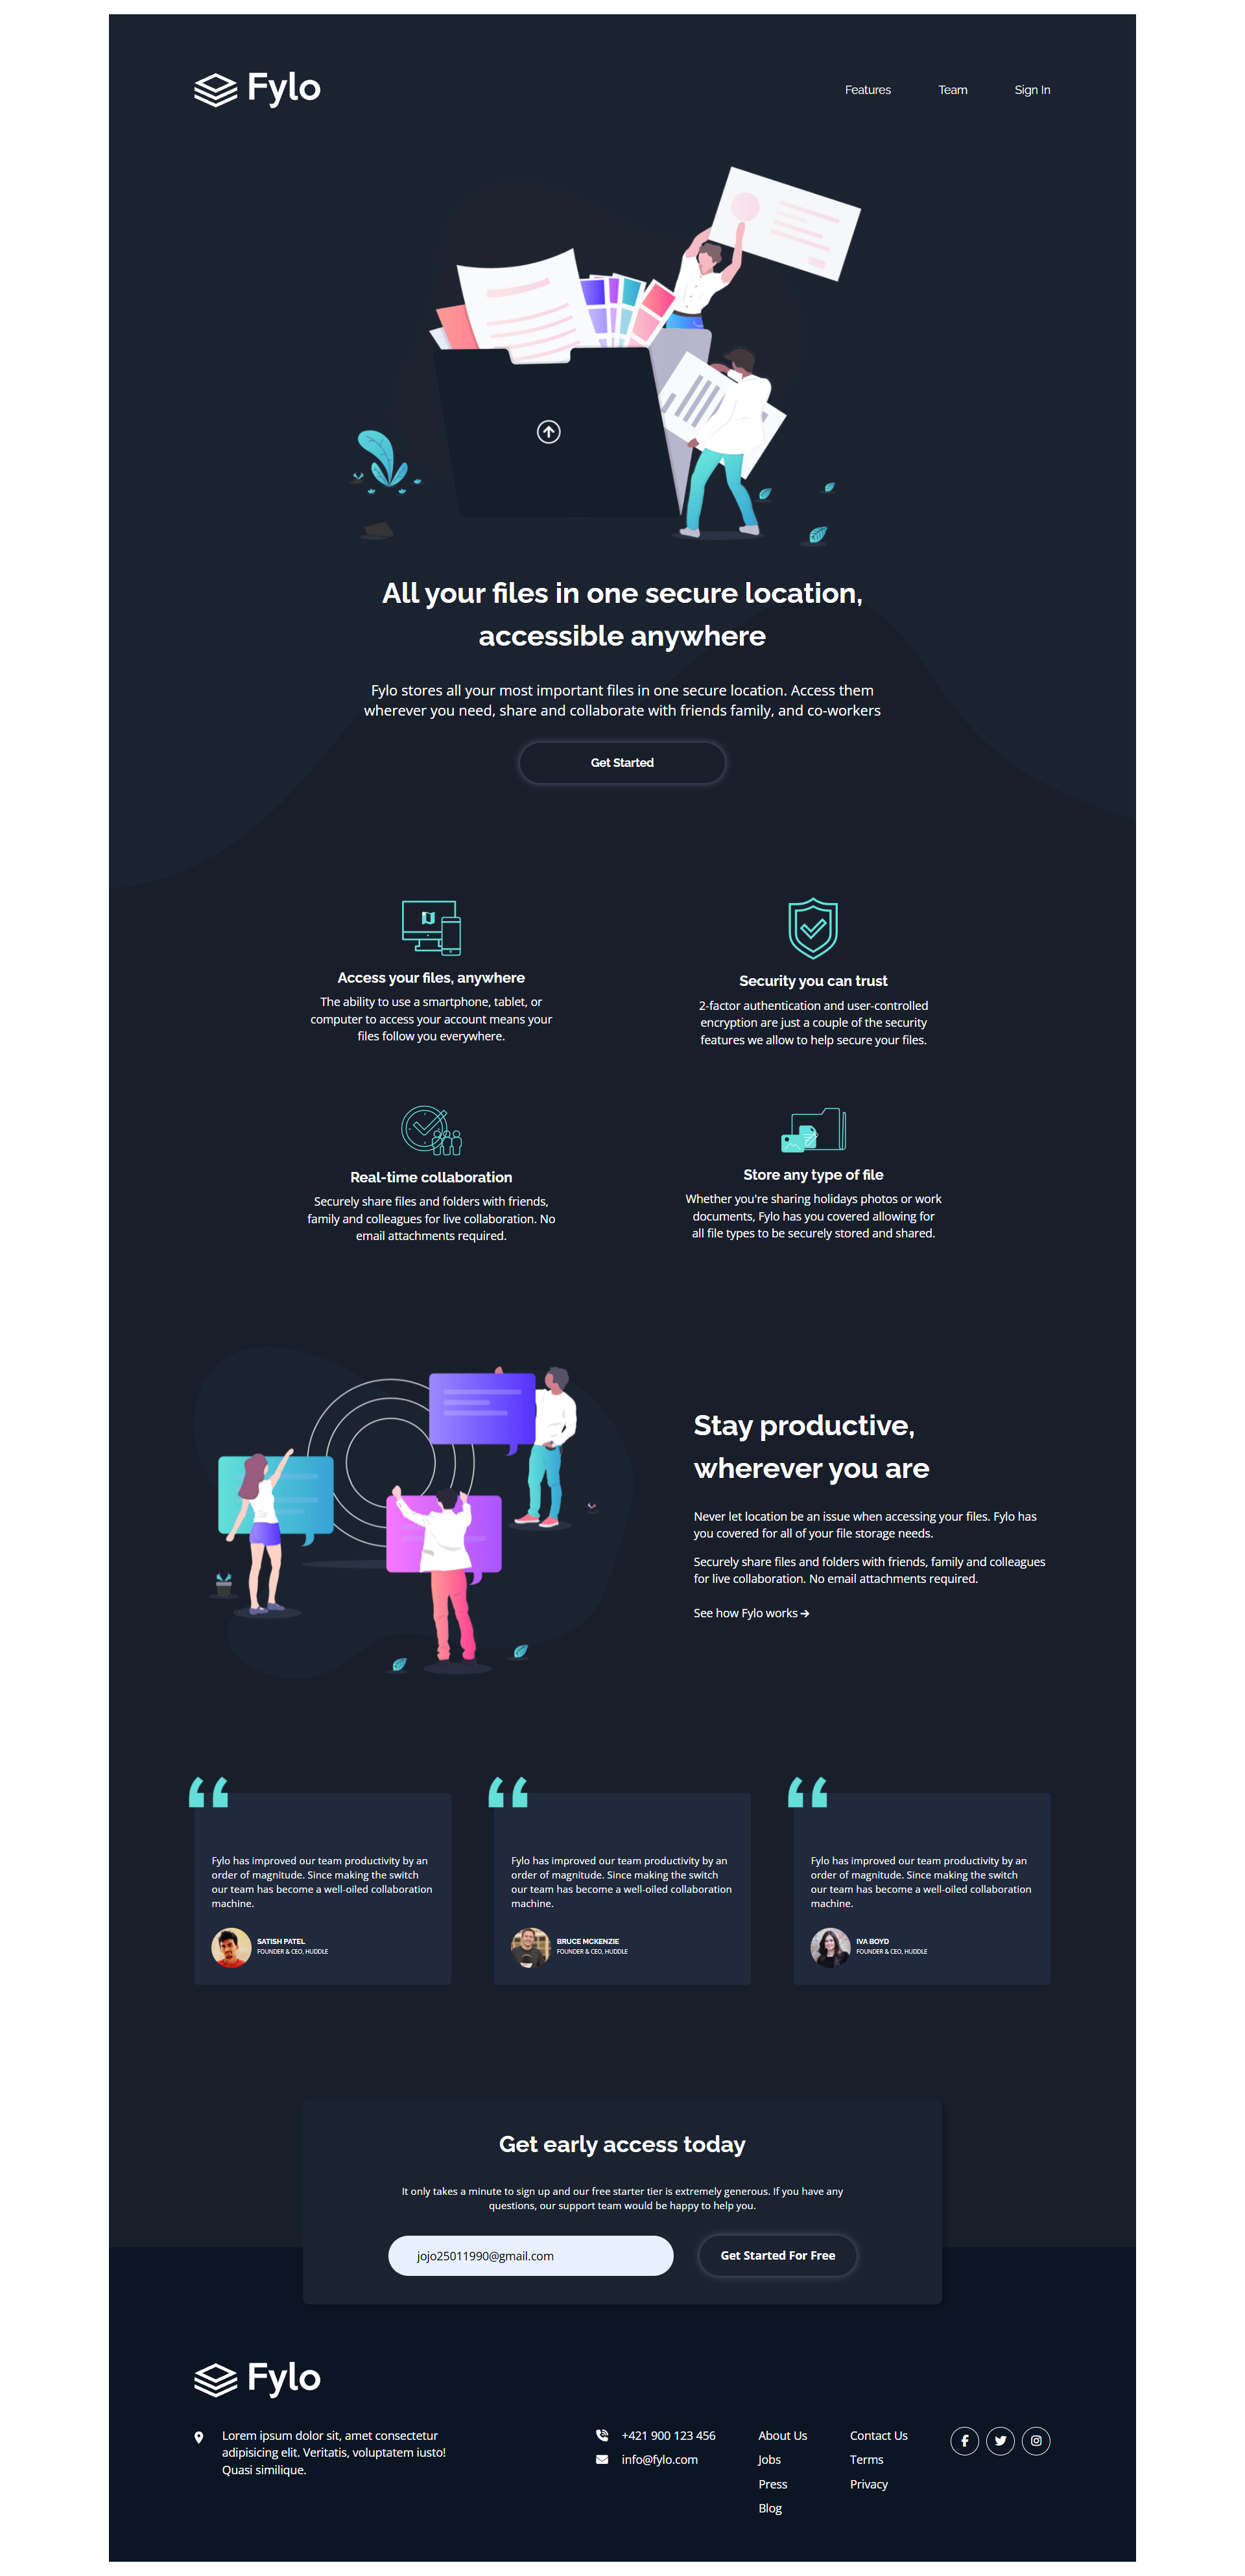 Fylo
Features
Team
Sign In
All your files in one secure location,
accessible anywhere
Fylo stores all your most important files in one secure location. Access them
wherever you need, share and collaborate with friends family, and co-workers
Get Started
Access your files, anywhere
The ability to use a smartphone, tablet, or
computer to access your account means your
files follow you everywhere.
Security you can trust
2-factor authentication and user-controlled
encryption are just a couple of the security
features we allow to help secure your files.
Real-time collaboration
Securely share files and folders with friends,
family and colleagues for live collaboration. No
email attachments required.
Store any type of file
Whether you're sharing holidays photos or work
documents, Fylo has you covered allowing for
all file types to be securely stored and shared.
Stay productive,
wherever you are
Never let location be an issue when accessing your files. Fylo has
you covered for all of your file storage needs.
Securely share files and folders with friends, family and colleagues
for live collaboration. No email attachments required.
See how Fylo works
Fylo has improved our team productivity by an
order of magnitude. Since making the switch
our team has become a well-oiled collaboration
machine.
SATISH PATEL
FOUNDER & CEO, HUDDLE
Fylo has improved our team productivity by an
order of magnitude. Since making the switch
our team has become a well-oiled collaboration
machine.
BRUCE MCKENZIE
FOUNDER & CEO, HUDDLE
Fylo has improved our team productivity by an
order of magnitude. Since making the switch
our team has become a well-oiled collaboration
machine.
IVA BOYD
FOUNDER & CEO, HUDDLE
Get early access today
It only takes a minute to sign up and our free starter tier is extremely generous. If you have any
questions, our support team would be happy to help you.
jojo25011990@gmail.com
Get Started For Free
Fylo
Lorem ipsum dolor sit, amet consectetur
adipisicing elit. Veritatis, voluptatem iusto!
Quasi similique.
+421 900 123 456
info@fylo.com
About Us
Jobs
Press
Blog
Contact Us
Terms
Privacy